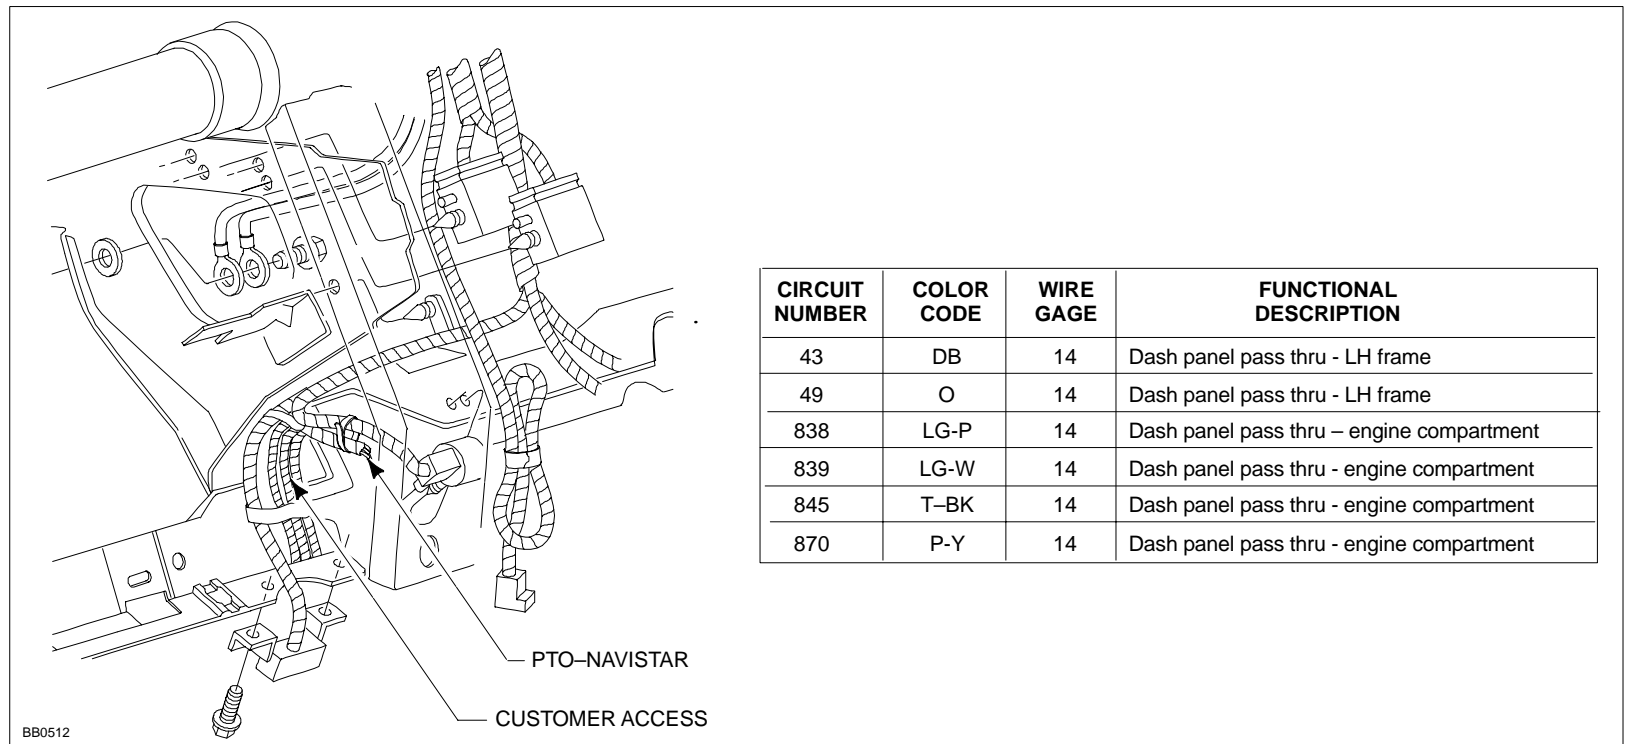 PTO–NAVISTAR
CUSTOMER ACCESS
BB0512
CIRCUIT NUMBER COLOR CODE WIRE GAGE FUNCTIONAL DESCRIPTION
43 DB 14 Dash panel pass thru - LH frame
49 O 14 Dash panel pass thru - LH frame
838 LG-P 14 Dash panel pass thru – engine compartment
839 LG-W 14 Dash panel pass thru - engine compartment
845 T–BK 14 Dash panel pass thru - engine compartment
870 P-Y 14 Dash panel pass thru - engine compartment